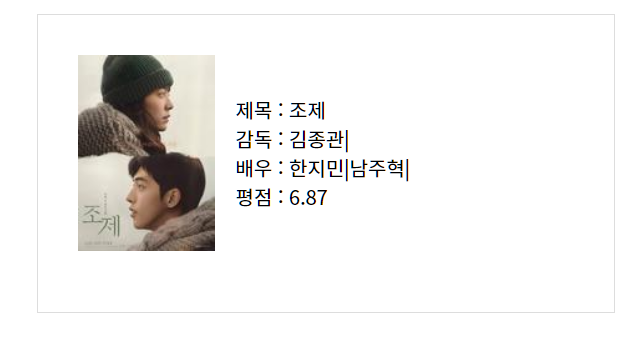 조제
제목 : 조제
감독 : 김종관|
배우 : 한지민|남주혁|
평점 : 6.87